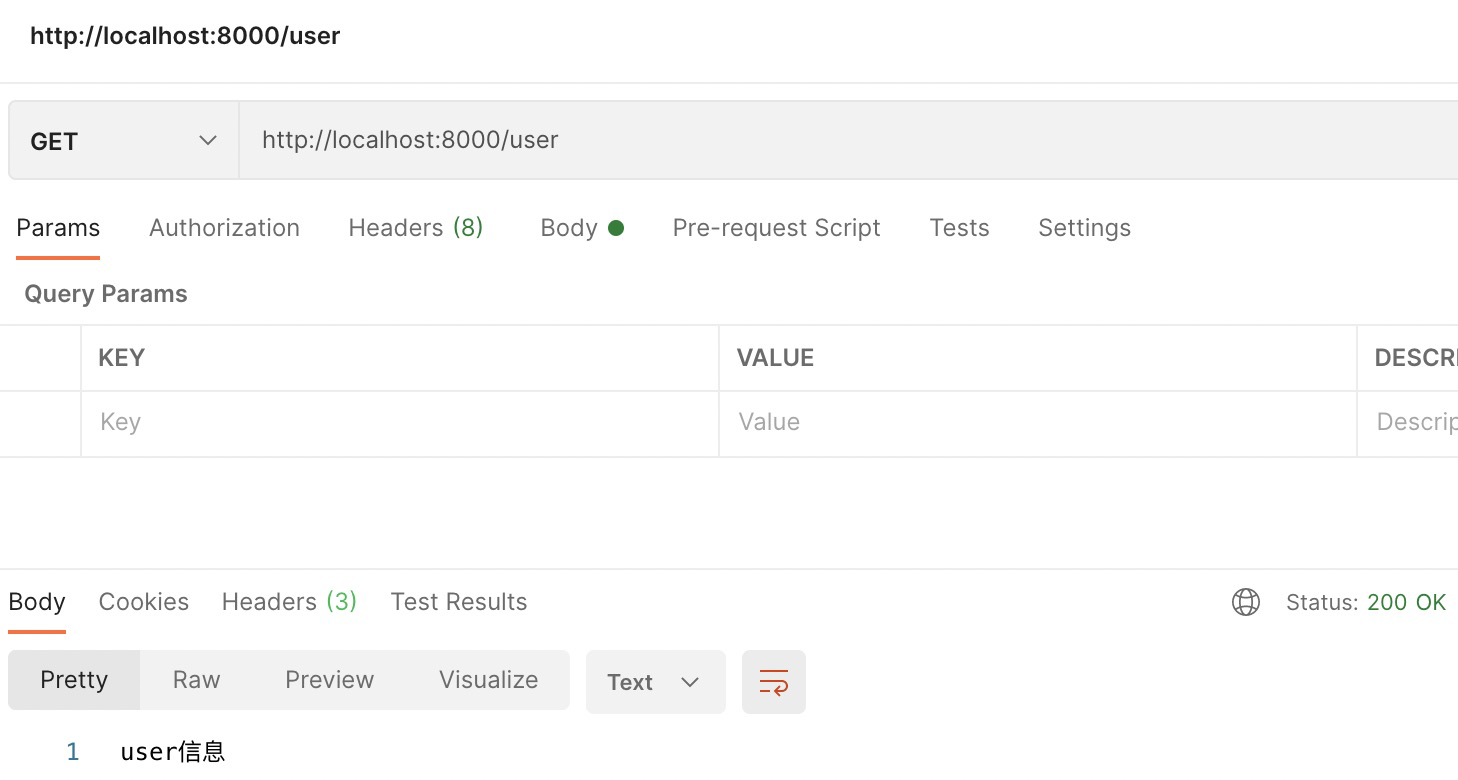 http://localhost:8000/user
GET http://localhost:8000/user
Params Authorization Headers (8) Body Pre-request Script Tests Settings
Query Params
KEY VALUE DESCRI
Key Value Descrip
Body Cookies Headers (3) Test Results Status: 200 OK
Pretty Raw Preview Visualize Text
1 user信息